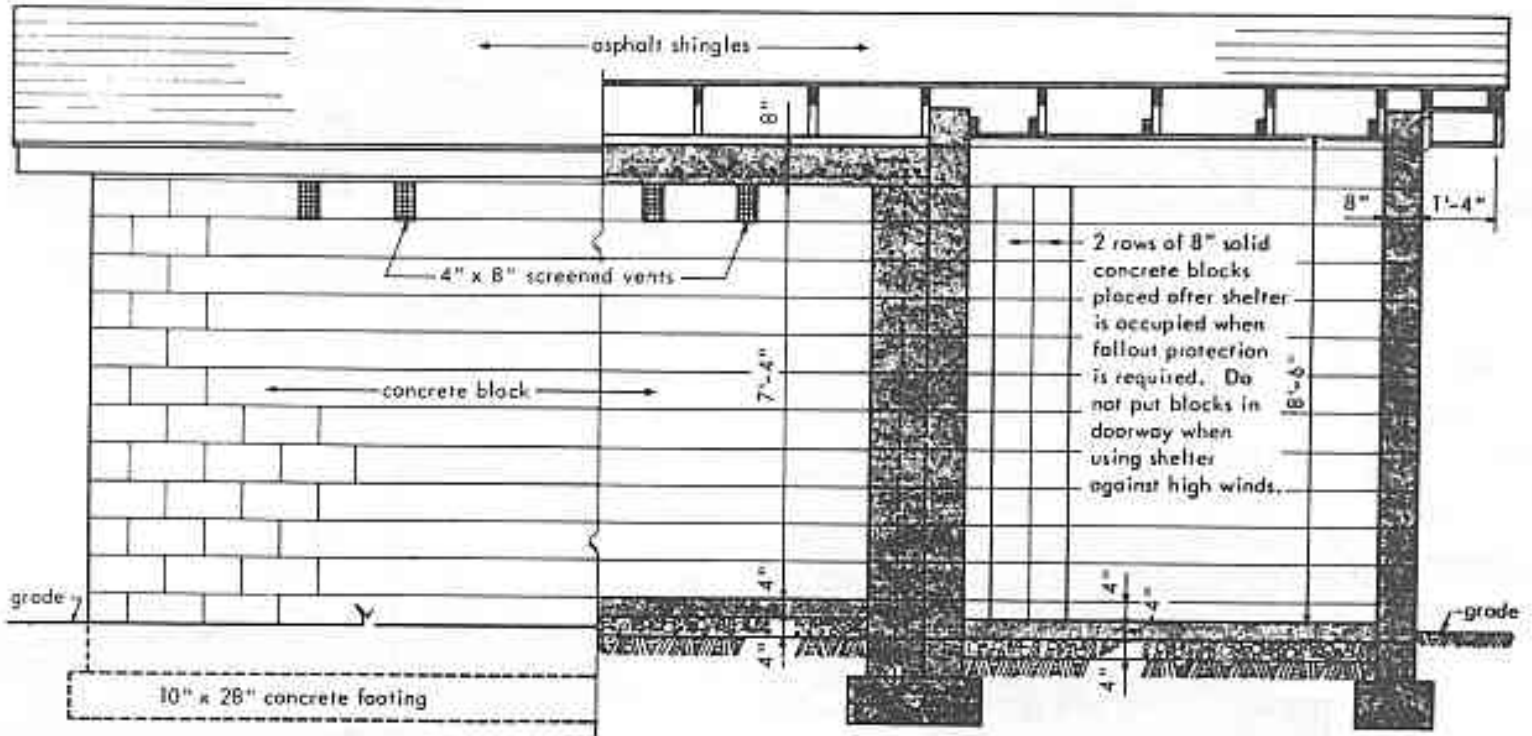 asphalt shingles
8"
4" x 8" screened vents
8"
1'-4"
2 rows of 8" solid
concrete blocks
placed after shelter
is occupied when
fallout protection
is required. Do
not put blocks in
doorway when
using shelter
against high winds.
concrete block
7'-4"
8'-6"
grade
4"
4"
4"
4"
4"
grade
10" x 28" concrete footing